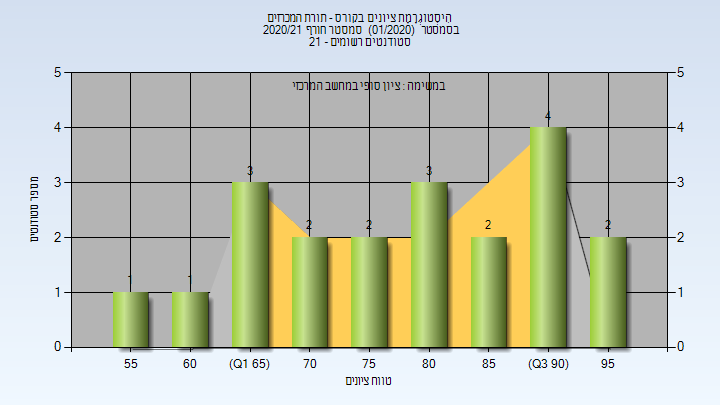 היסטוגרמת ציונים בקורס - תורת המכרזים
בסמסטר (01/2020) סמסטר חורף 2020/21
סטודנטים רשומים - 21
במשימה : ציון סופי במחשב המרכזי
5 5
4 4 4
3 3 3 3
2 2 2 2 2 2
1 1 1 1
0 0
55 60 (Q1 65) 70 75 80 85 (Q3 90) 95
מספר סטודנטים
טווח ציונים